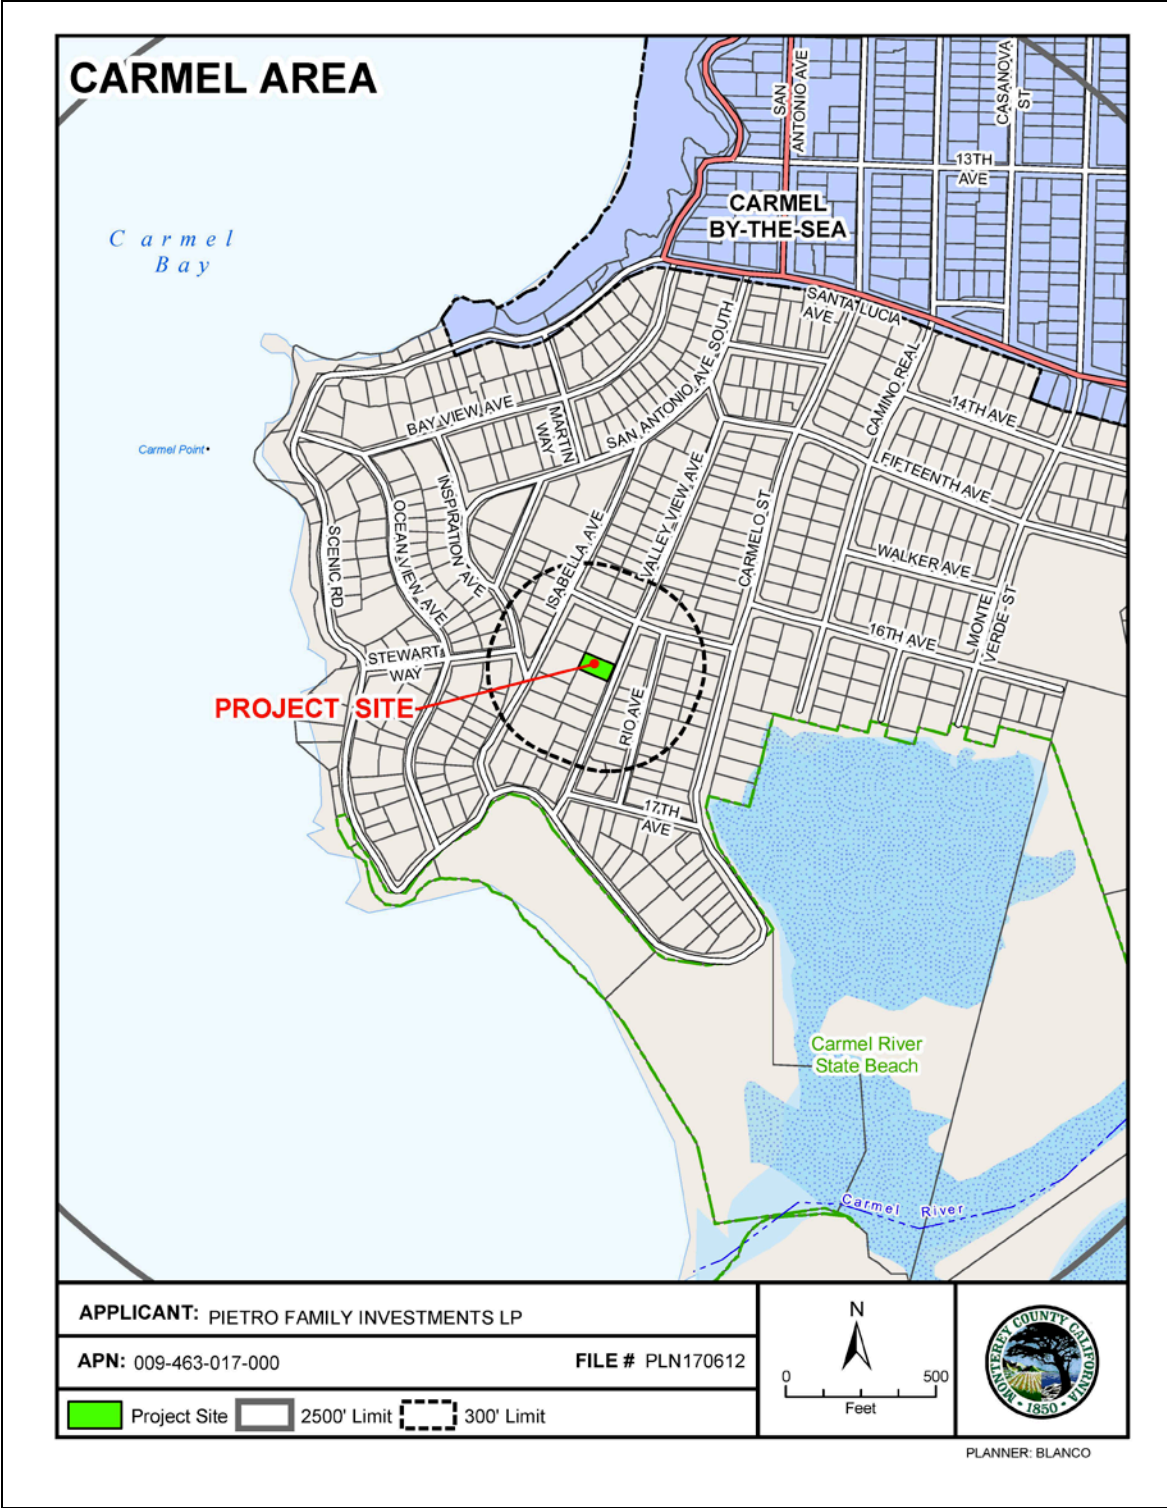 CARMEL AREA
SAN
ANTONIO AVE
CASANOVA
ST
13TH
AVE
CARMEL
BY-THE-SEA
Carmel
Bay
SANTA LUCIA
AVE
SAN ANTONIO AVE SOUTH
CAMINO REAL
14TH AVE
BAY VIEW AVE
MARTIN
WAY
Carmel Point
FIFTEENTH AVE
INSPIRATION AVE
OCEAN VIEW AVE
SCENIC RD
ISABELLA AVE
VALLEY VIEW AVE
CARMELO ST
WALKER AVE
MONTE
VERDE ST
16TH AVE
STEWART
WAY
PROJECT SITE
RIO AVE
17TH
AVE
Carmel River
State Beach
Carmel River
APPLICANT: PIETRO FAMILY INVESTMENTS LP
APN: 009-463-017-000
FILE # PLN170612
Project Site
2500' Limit
300' Limit
N
0 500
Feet
MONTEREY COUNTY CALIFORNIA
• 1850 •
PLANNER: BLANCO